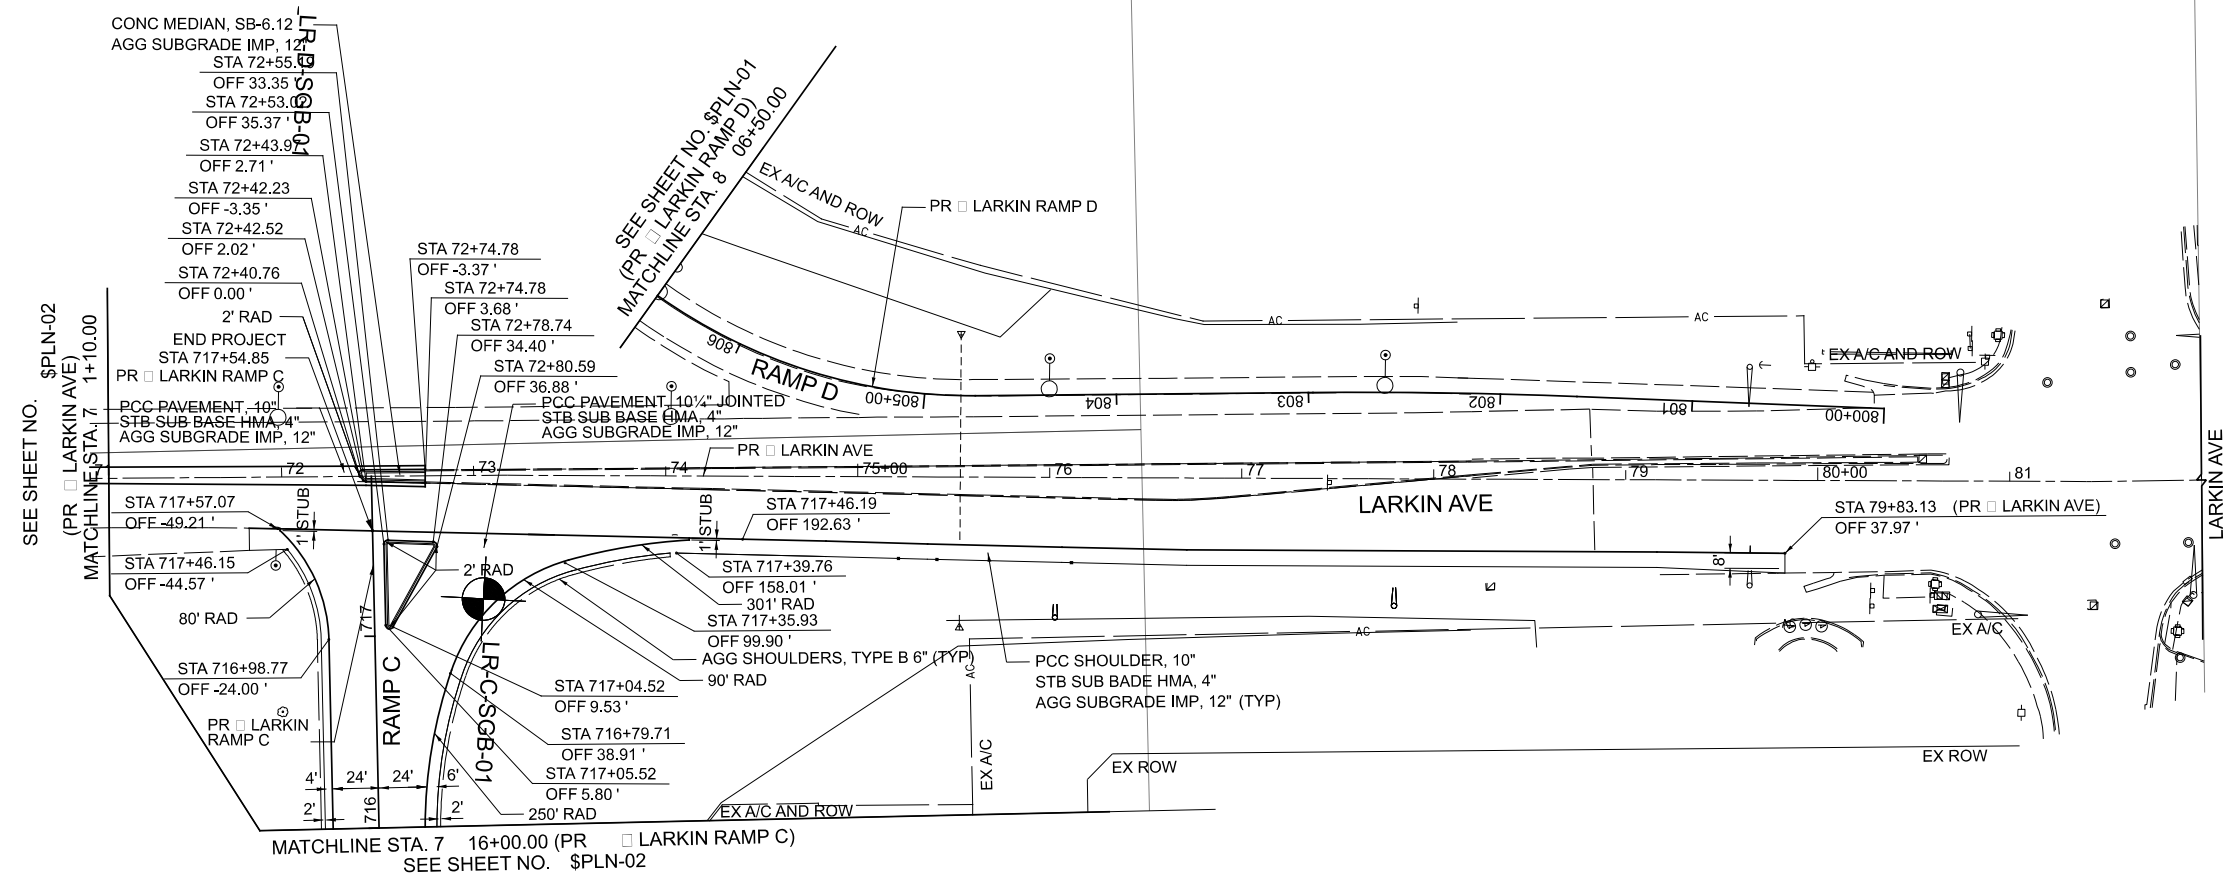 CONC MEDIAN, SB-6.12
AGG SUBGRADE IMP, 12"
STA 72+55.19
OFF 33.35 '
STA 72+53.02
OFF 35.37 '
STA 72+43.97
OFF 2.71 '
STA 72+42.23
OFF -3.35 '
STA 72+42.52
OFF 2.02 '
STA 72+40.76
OFF 0.00 '
2' RAD
END PROJECT
STA 717+54.85
PR □ LARKIN RAMP C
PCC PAVEMENT, 10"
STB SUB BASE HMA, 4"
AGG SUBGRADE IMP, 12"
LR-D-SGB-01
SEE SHEET NO. $PLN-02
(PR □ LARKIN AVE)
MATCHLINE STA. 7 1+10.00
STA 72+74.78
OFF -3.37 '
STA 72+74.78
OFF 3.68 '
STA 72+78.74
OFF 34.40 '
STA 72+80.59
OFF 36.88 '
PCC PAVEMENT, 10¼" JOINTED
STB SUB BASE HMA, 4"
AGG SUBGRADE IMP, 12"
SEE SHEET NO. $PLN-01
(PR □ LARKIN RAMP D)
MATCHLINE STA. 8 06+50.00
EX A/C AND ROW
AC
PR □ LARKIN RAMP D
AC
AC
EX A/C AND ROW
RAMP D
806
805+00
804
803
802
801
800+00
PR □ LARKIN AVE
72
73
74
75+00
76
77
78
79
80+00
81
LARKIN AVE
LARKIN AVE
STA 717+57.07
OFF -49.21 '
1' STUB
STA 717+46.15
OFF -44.57 '
80' RAD
STA 716+98.77
OFF -24.00 '
PR □ LARKIN
RAMP C
717
RAMP C
716
2' RAD
1' STUB
STA 717+46.19
OFF 192.63 '
STA 79+83.13 (PR □ LARKIN AVE)
OFF 37.97 '
8'
STA 717+39.76
OFF 158.01 '
301' RAD
STA 717+35.93
OFF 99.90 '
AGG SHOULDERS, TYPE B 6" (TYP)
90' RAD
LR-C-SGB-01
STA 717+04.52
OFF 9.53 '
STA 716+79.71
OFF 38.91 '
STA 717+05.52
OFF 5.80 '
250' RAD
PCC SHOULDER, 10"
STB SUB BADE HMA, 4"
AGG SUBGRADE IMP, 12" (TYP)
AC
AC
AC
EX A/C
EX A/C
EX ROW
EX ROW
EX A/C AND ROW
4' 24' 24' 6'
2' 2'
MATCHLINE STA. 7 16+00.00 (PR □ LARKIN RAMP C)
SEE SHEET NO. $PLN-02